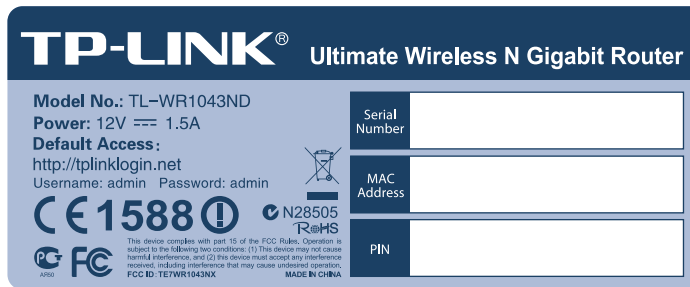 TP-LINK® Ultimate Wireless N Gigabit Router
Model No.: TL-WR1043ND
Power: 12V ⎓ 1.5A
Default Access:
http://tplinklogin.net
Username: admin Password: admin
CE1588
N28505
RoHS
This device complies with part 15 of the FCC Rules, Operation is
subject to the following two conditions: (1) This device may not cause
harmful interference, and (2) this device must accept any interference
received, including interference that may cause undesired operation.
FCC ID: TE7WR1043NX MADE IN CHINA
AR50
FC
Serial
Number
MAC
Address
PIN